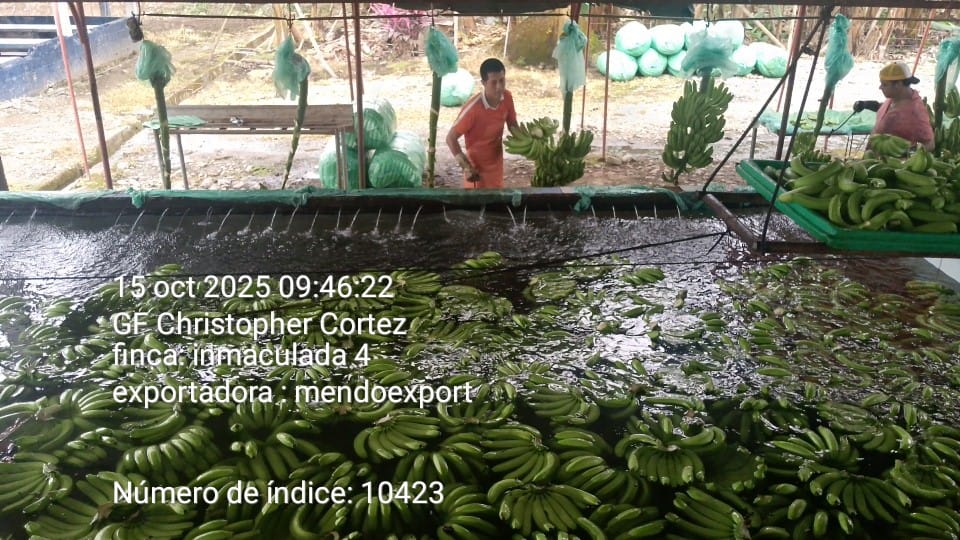 15 oct 2025 09:46:22
GF Christopher Cortez
finca: inmaculada 4
exportadora : mendoexport
Número de índice: 10423